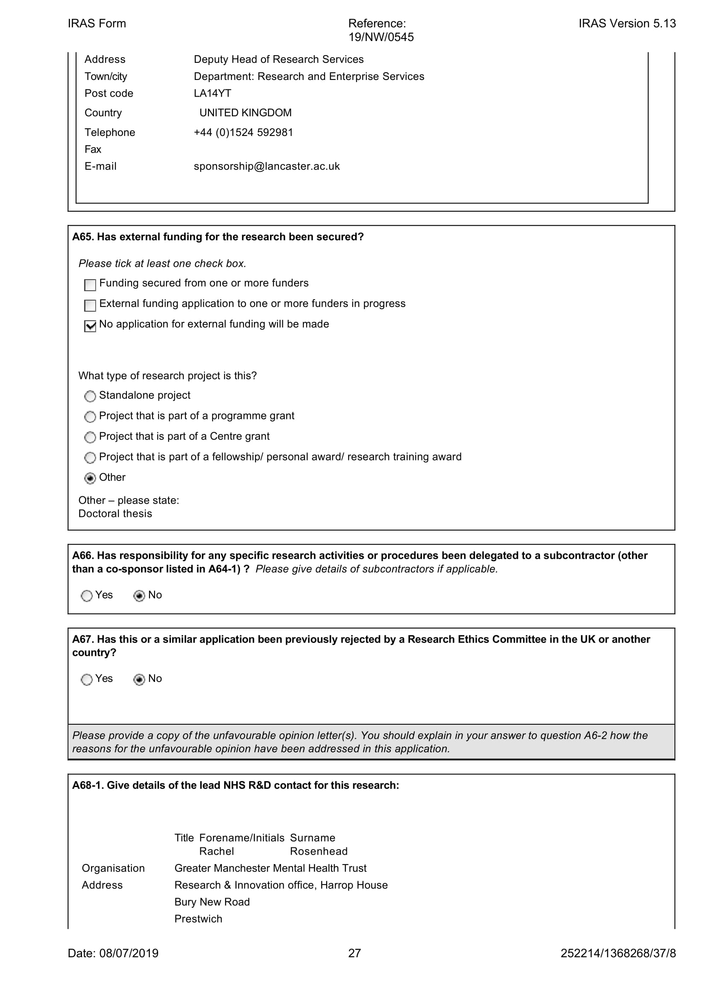 IRAS Form
Reference:
19/NW/0545
IRAS Version 5.13
Address Deputy Head of Research Services
Town/city Department: Research and Enterprise Services
Post code LA14YT
Country UNITED KINGDOM
Telephone +44 (0)1524 592981
Fax
E-mail sponsorship@lancaster.ac.uk
A65. Has external funding for the research been secured?
Please tick at least one check box.
Funding secured from one or more funders
External funding application to one or more funders in progress
No application for external funding will be made
What type of research project is this?
Standalone project
Project that is part of a programme grant
Project that is part of a Centre grant
Project that is part of a fellowship/ personal award/ research training award
Other
Other – please state:
Doctoral thesis
A66. Has responsibility for any specific research activities or procedures been delegated to a subcontractor (other
than a co-sponsor listed in A64-1) ? Please give details of subcontractors if applicable.
Yes No
A67. Has this or a similar application been previously rejected by a Research Ethics Committee in the UK or another
country?
Yes No
Please provide a copy of the unfavourable opinion letter(s). You should explain in your answer to question A6-2 how the
reasons for the unfavourable opinion have been addressed in this application.
A68-1. Give details of the lead NHS R&D contact for this research:
Title Forename/Initials Surname
Rachel Rosenhead
Organisation Greater Manchester Mental Health Trust
Address Research & Innovation office, Harrop House
Bury New Road
Prestwich
Date: 08/07/2019 27 252214/1368268/37/8